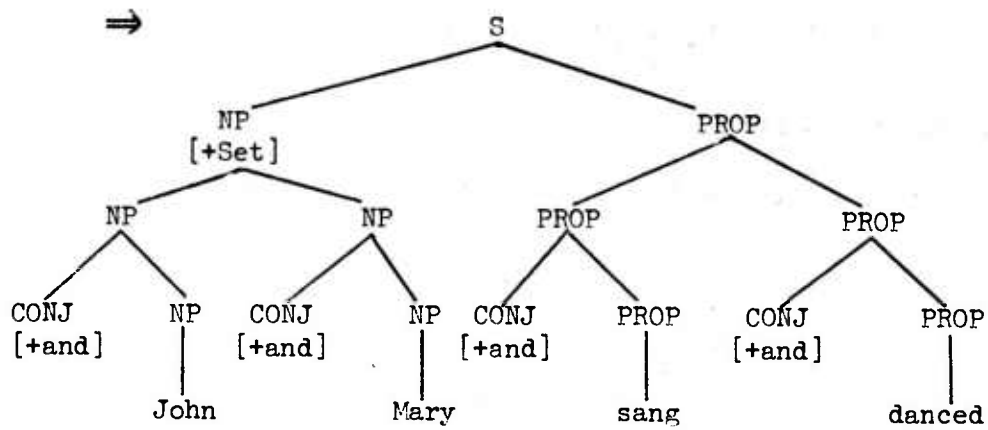 ⇒
S
NP PROP
[+Set]
NP NP PROP PROP
CONJ NP CONJ NP CONJ PROP CONJ PROP
[+and] [+and] [+and] [+and]
John Mary sang danced